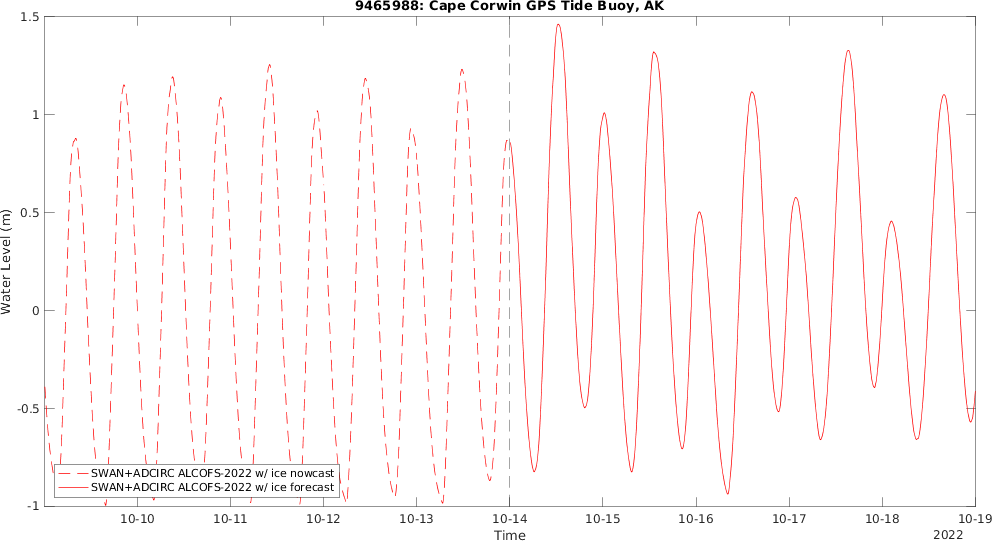 9465988: Cape Corwin GPS Tide Buoy, AK
Water Level (m)
1.5
1
0.5
0
-0.5
-1
SWAN+ADCIRC ALCOFS-2022 w/ ice nowcast
SWAN+ADCIRC ALCOFS-2022 w/ ice forecast
10-10 10-11 10-12 10-13 10-14 10-15 10-16 10-17 10-18 10-19
Time
2022